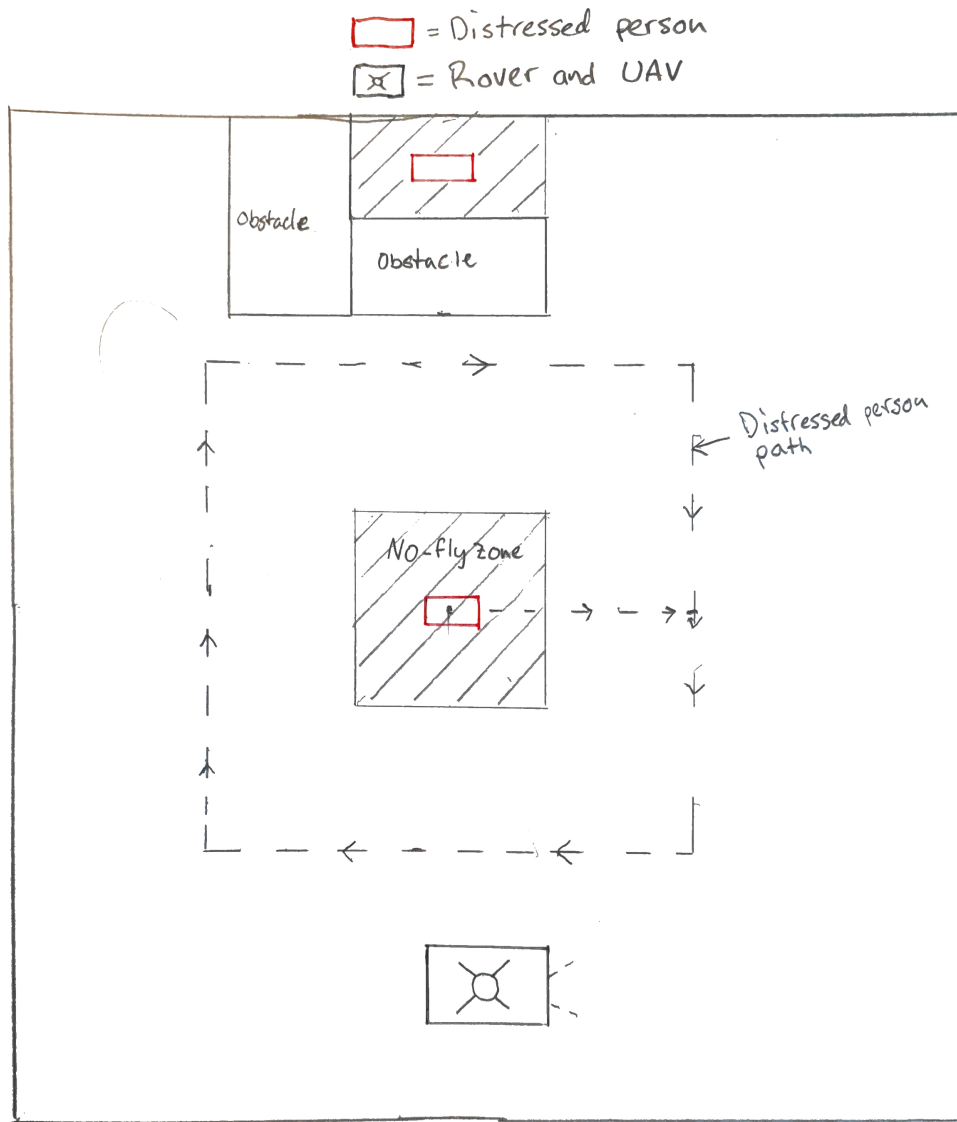 = Distressed person
= Rover and UAV
Obstacle
Obstacle
Distressed person
path
No-fly zone